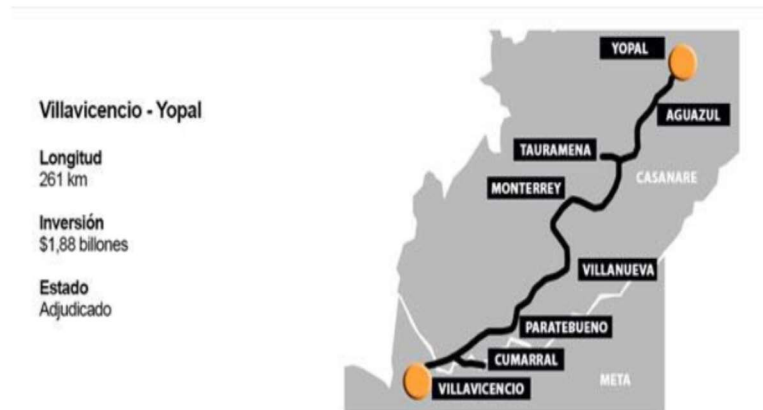 Villavicencio - Yopal
Longitud
261 km
Inversión
$1,88 billones
Estado
Adjudicado
YOPAL
AGUAZUL
TAURAMENA
CASANARE
MONTERREY
VILLANUEVA
PARATEBUENO
CUMARRAL
META
VILLAVICENCIO